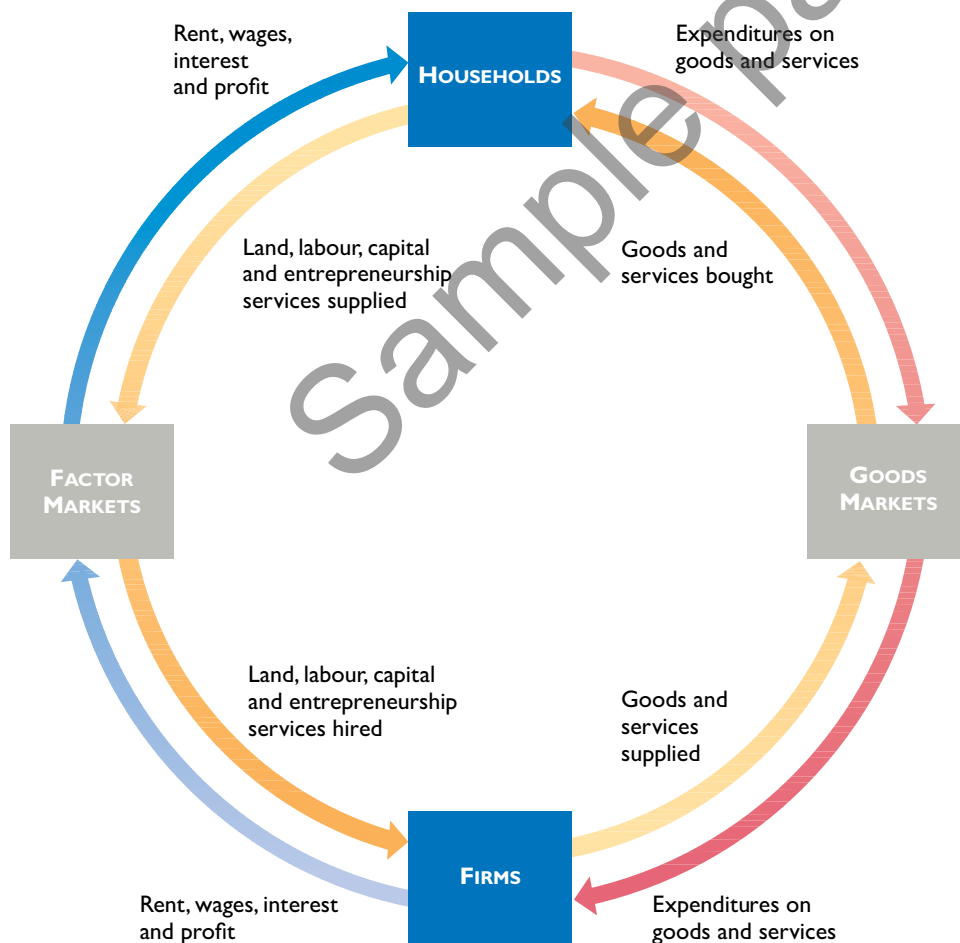 Rent, wages,
interest
and profit
HOUSEHOLDS
Expenditures on
goods and services
Land, labour, capital
and entrepreneurship
services supplied
Goods and
services bought
Sample
FACTOR
MARKETS
GOODS
MARKETS
Land, labour, capital
and entrepreneurship
services hired
Goods and
services
supplied
FIRMS
Rent, wages, interest
and profit
Expenditures on
goods and services